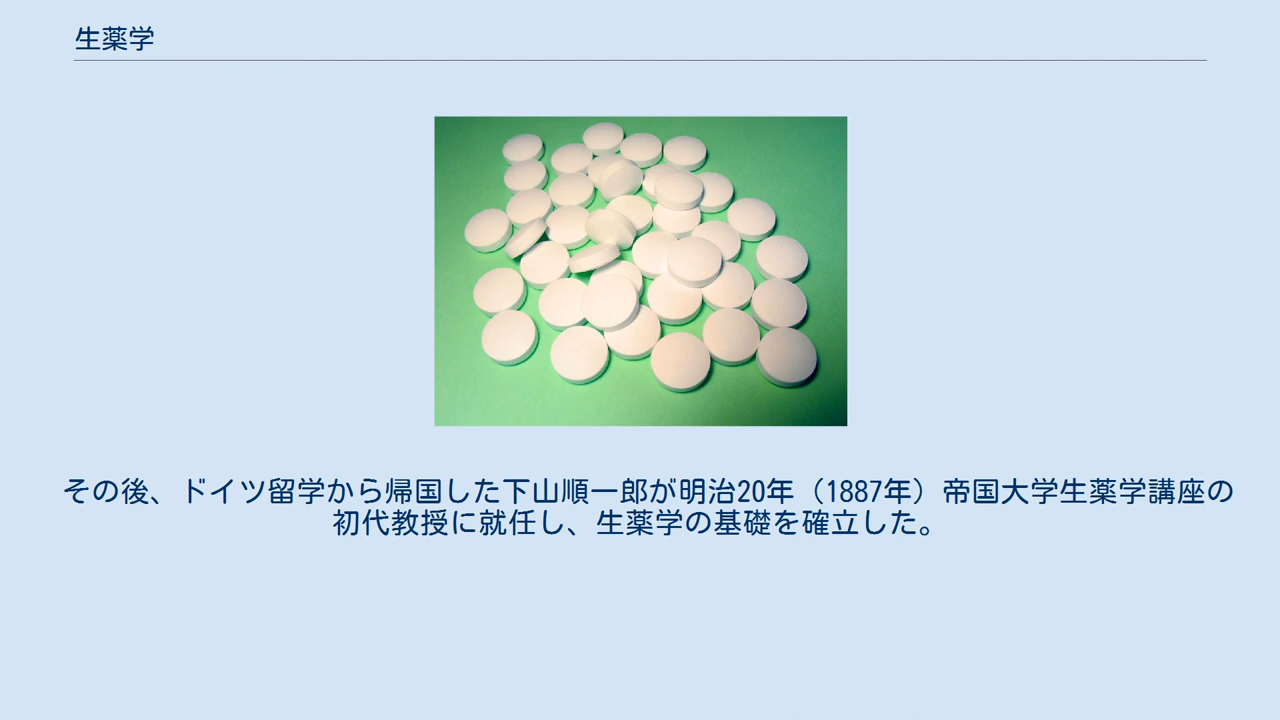 生薬学
その後、ドイツ留学から帰国した下山順一郎が明治20年（1887年）帝国大学生薬学講座の
初代教授に就任し、生薬学の基礎を確立した。